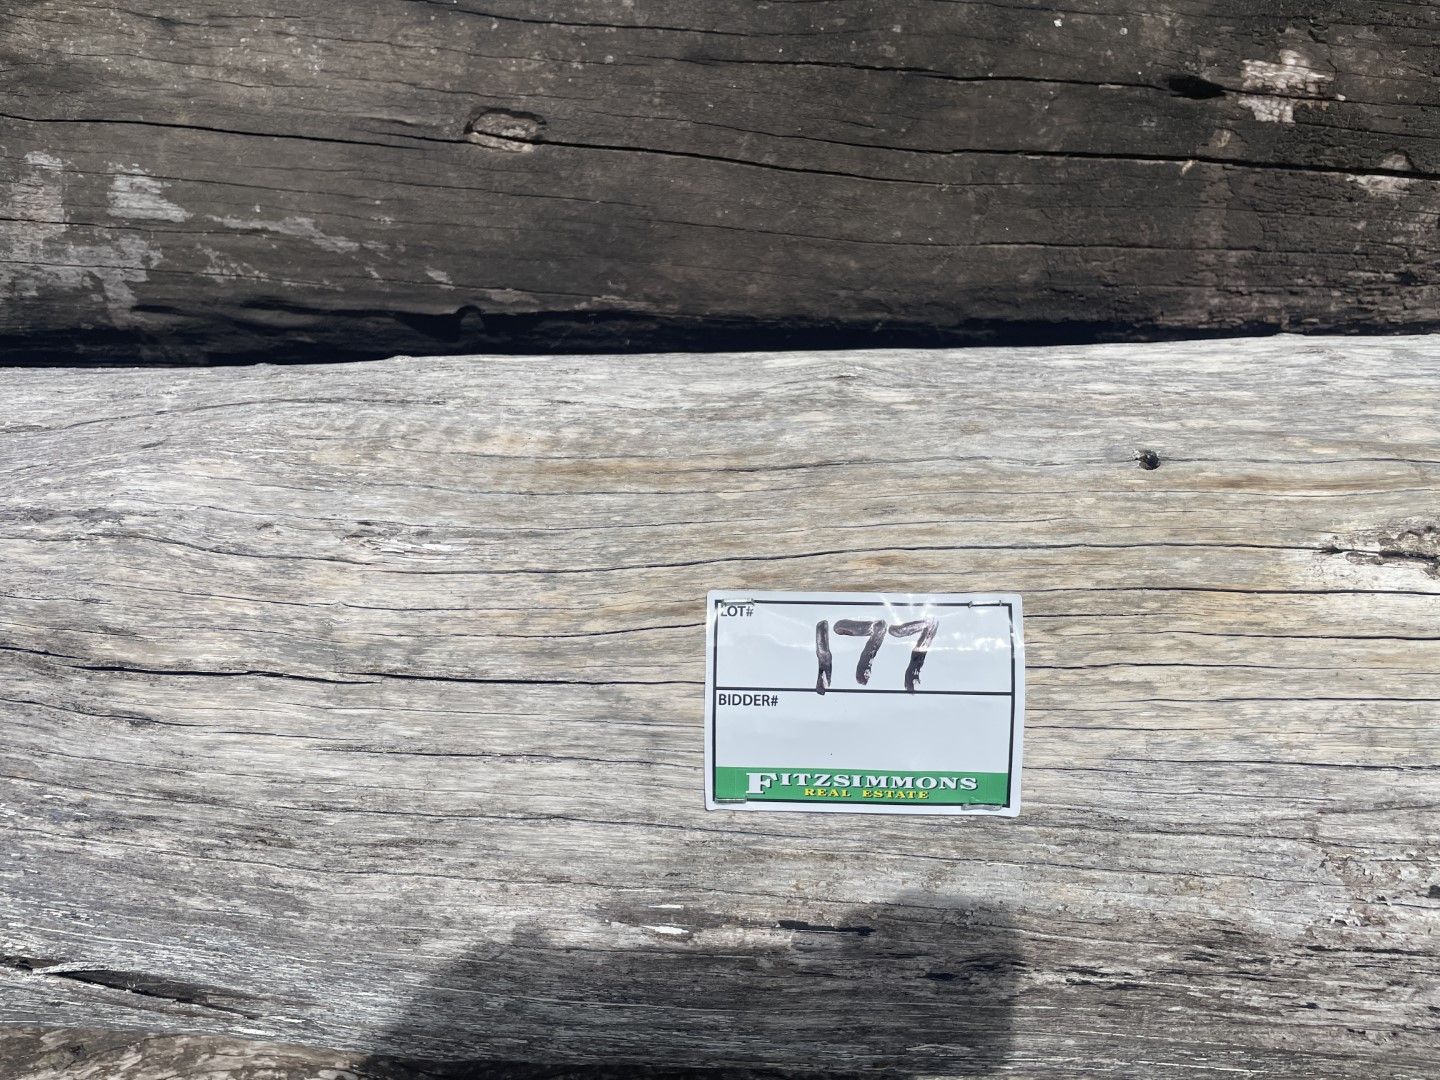 LOT#
177
BIDDER#
FITZSIMMONS
REAL ESTATE